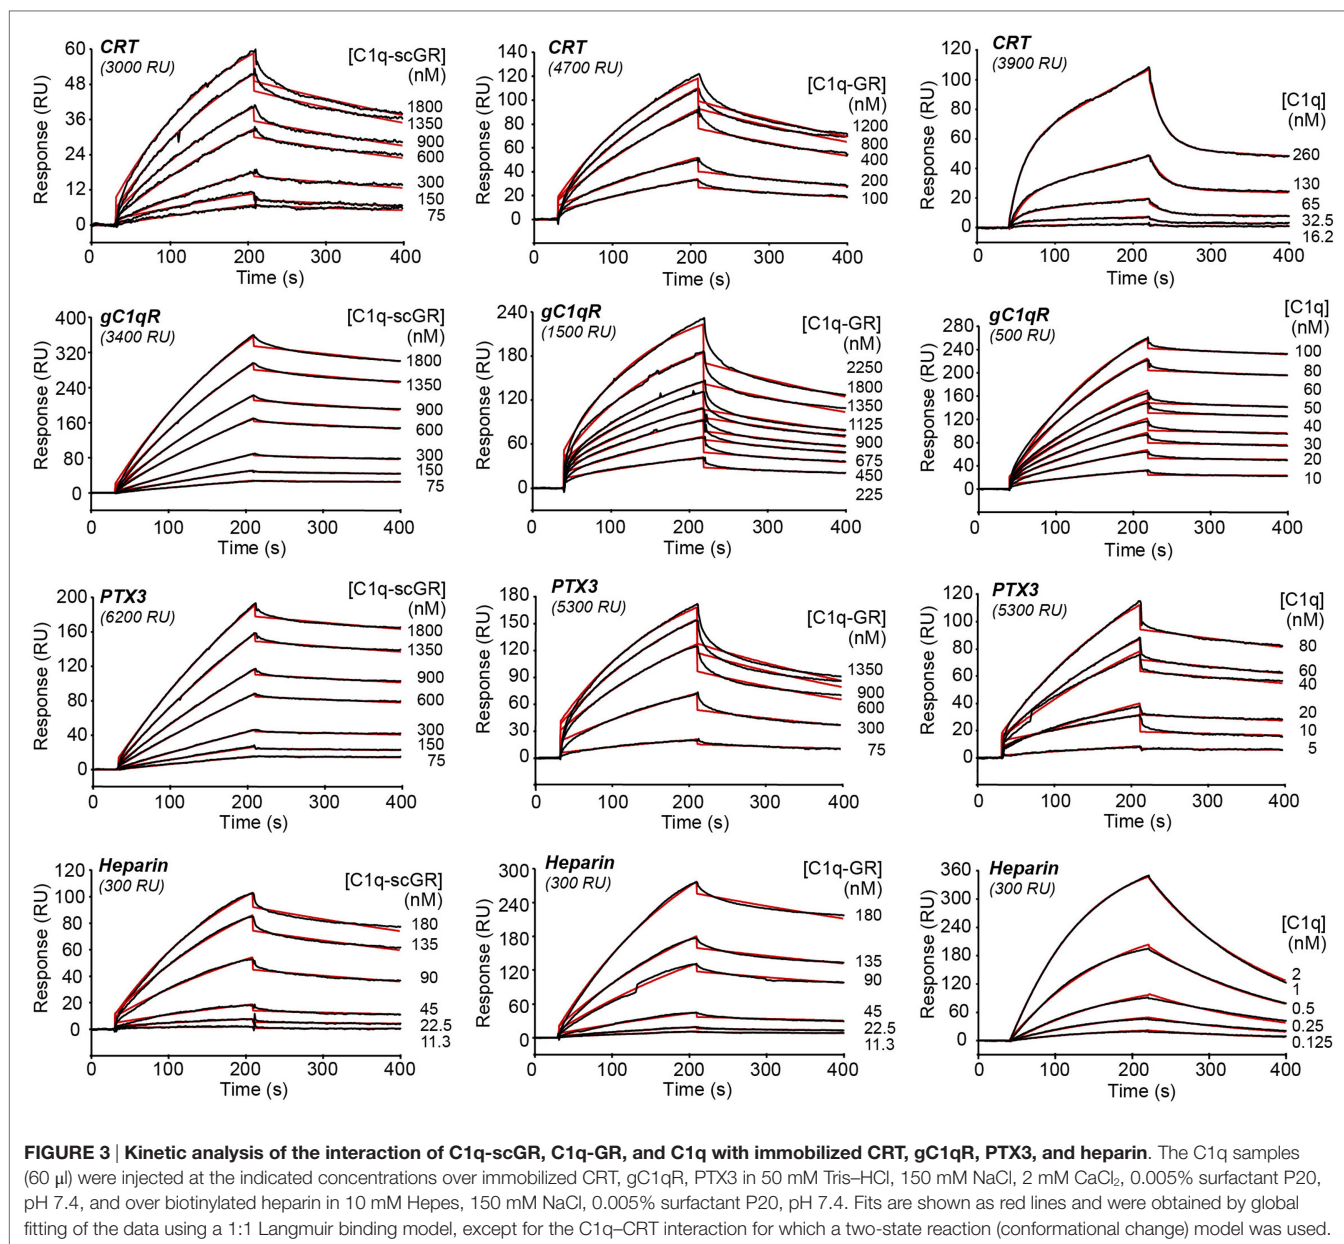 CRT
(3000 RU)
[C1q-scGR]
(nM)
Response (RU)
60
48
36
24
12
0
1800
1350
900
600
300
150
75
0 100 200 300 400
Time (s)
CRT
(4700 RU)
[C1q-GR]
(nM)
Response (RU)
140
120
100
80
60
40
20
0
1200
800
400
200
100
0 100 200 300 400
Time (s)
CRT
(3900 RU)
[C1q]
(nM)
Response (RU)
120
100
80
60
40
20
0
260
130
65
32.5
16.2
0 100 200 300 400
Time (s)
gC1qR
(3400 RU)
[C1q-scGR]
(nM)
Response (RU)
400
320
240
160
80
0
1800
1350
900
600
300
150
75
0 100 200 300 400
Time (s)
gC1qR
(1500 RU)
[C1q-GR]
(nM)
Response (RU)
240
180
120
60
0
2250
1800
1350
1125
900
675
450
225
0 100 200 300 400
Time (s)
gC1qR
(500 RU)
[C1q]
(nM)
Response (RU)
280
240
200
160
120
80
40
0
100
80
60
50
40
30
20
10
0 100 200 300 400
Time (s)
PTX3
(6200 RU)
[C1q-scGR]
(nM)
Response (RU)
200
160
120
80
40
0
1800
1350
900
600
300
150
75
0 100 200 300 400
Time (s)
PTX3
(5300 RU)
[C1q-GR]
(nM)
Response (RU)
180
150
120
90
60
30
0
1350
900
600
300
75
0 100 200 300 400
Time (s)
PTX3
(5300 RU)
[C1q]
(nM)
Response (RU)
120
100
80
60
40
20
0
80
60
40
20
10
5
0 100 200 300 400
Time (s)
Heparin
(300 RU)
[C1q-scGR]
(nM)
Response (RU)
120
100
80
60
40
20
0
180
135
90
45
22.5
11.3
0 100 200 300 400
Time (s)
Heparin
(300 RU)
[C1q-GR]
(nM)
Response (RU)
300
240
180
120
60
0
180
135
90
45
22.5
11.3
0 100 200 300 400
Time (s)
Heparin
(300 RU)
[C1q]
(nM)
Response (RU)
360
300
240
180
120
60
0
2
1
0.5
0.25
0.125
0 100 200 300 400
Time (s)
FIGURE 3 | Kinetic analysis of the interaction of C1q-scGR, C1q-GR, and C1q with immobilized CRT, gC1qR, PTX3, and heparin. The C1q samples
(60 μl) were injected at the indicated concentrations over immobilized CRT, gC1qR, PTX3 in 50 mM Tris–HCl, 150 mM NaCl, 2 mM CaCl₂, 0.005% surfactant P20,
pH 7.4, and over biotinylated heparin in 10 mM Hepes, 150 mM NaCl, 0.005% surfactant P20, pH 7.4. Fits are shown as red lines and were obtained by global
fitting of the data using a 1:1 Langmuir binding model, except for the C1q–CRT interaction for which a two-state reaction (conformational change) model was used.